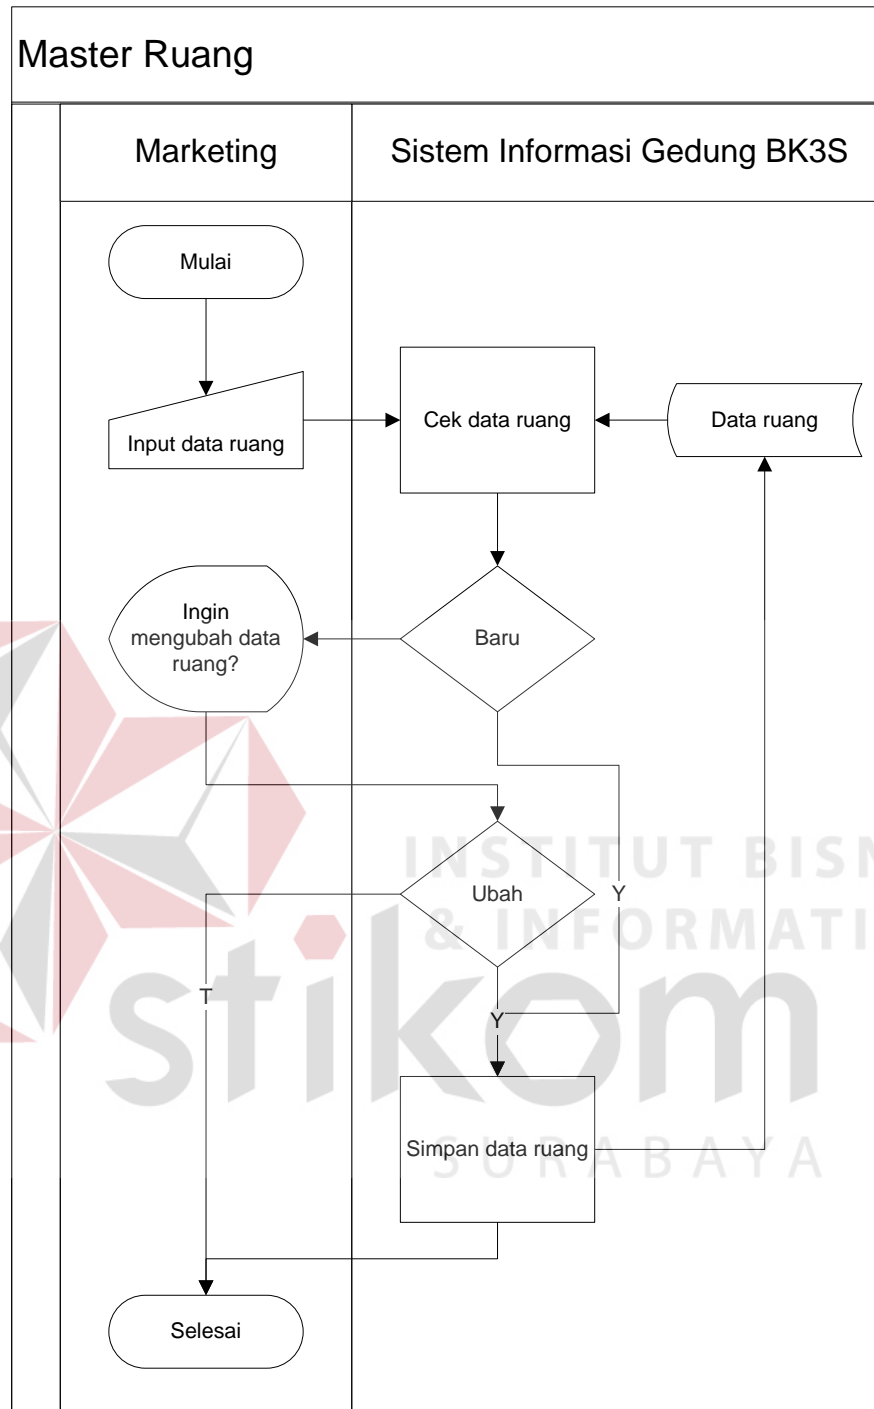 Master Ruang
Marketing
Sistem Informasi Gedung BK3S
Mulai
Input data ruang
Cek data ruang
Data ruang
Ingin
mengubah data
ruang?
Baru
Ubah
Y
T
Y
Simpan data ruang
Selesai
INSTITUT BISN
& INFORMATI
stikom
SURABAYA